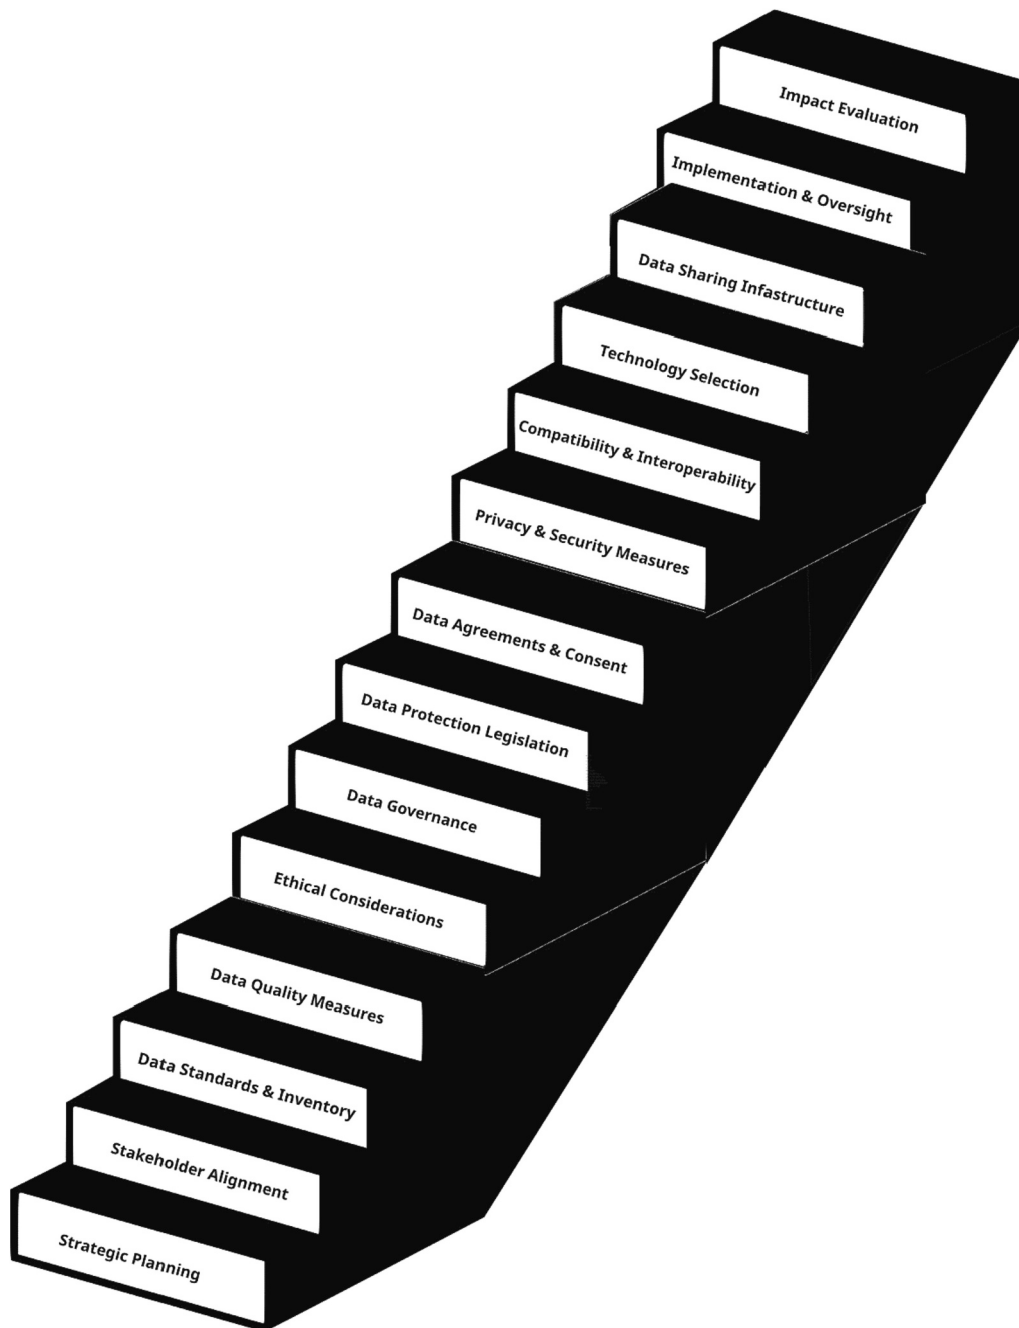 Impact Evaluation
Implementation & Oversight
Data Sharing Infastructure
Technology Selection
Compatibility & Interoperability
Privacy & Security Measures
Data Agreements & Consent
Data Protection Legislation
Data Governance
Ethical Considerations
Data Quality Measures
Data Standards & Inventory
Stakeholder Alignment
Strategic Planning